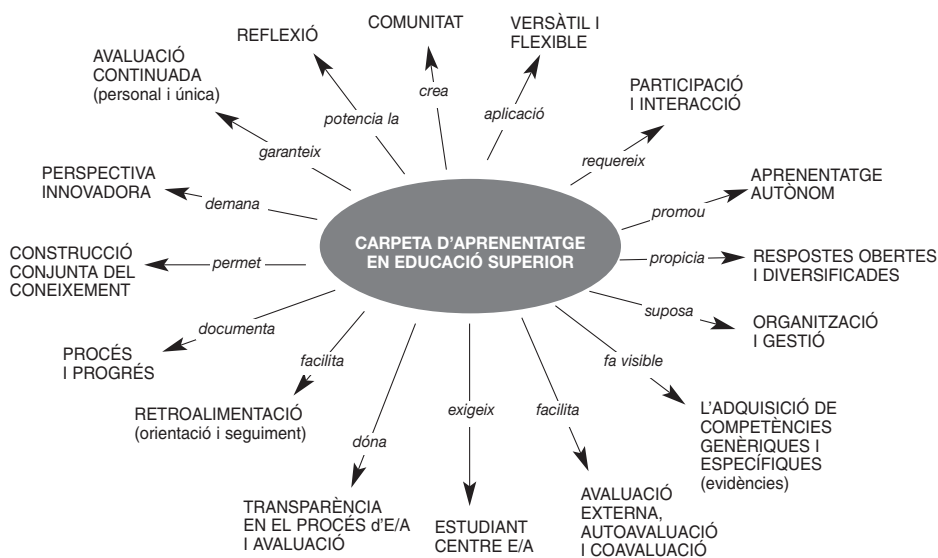 COMUNITAT
VERSÀTIL I
FLEXIBLE
REFLEXIÓ
AVALUACIÓ
CONTINUADA
(personal i única)
PARTICIPACIÓ
I INTERACCIÓ
crea
potencia la
aplicació
garanteix
requereix
PERSPECTIVA
INNOVADORA
demana
promou
APRENENTATGE
AUTÒNOM
CARPETA D'APRENENTATGE
EN EDUCACIÓ SUPERIOR
CONSTRUCCIÓ
CONJUNTA DEL
CONEIXEMENT
permet
propicia
RESPOSTES OBERTES
I DIVERSIFICADES
documenta
suposa
ORGANITZACIÓ
I GESTIÓ
PROCÉS
I PROGRÉS
facilita
fa visible
RETROALIMENTACIÓ
(orientació i seguiment)
exigeix
facilita
L'ADQUISICIÓ DE
COMPETÈNCIES
GENÈRIQUES I
ESPECÍFIQUES
(evidències)
dóna
TRANSPARÈNCIA
EN EL PROCÉS d'E/A
I AVALUACIÓ
ESTUDIANT
CENTRE E/A
AVALUACIÓ
EXTERNA,
AUTOAVALUACIÓ
I COAVALUACIÓ